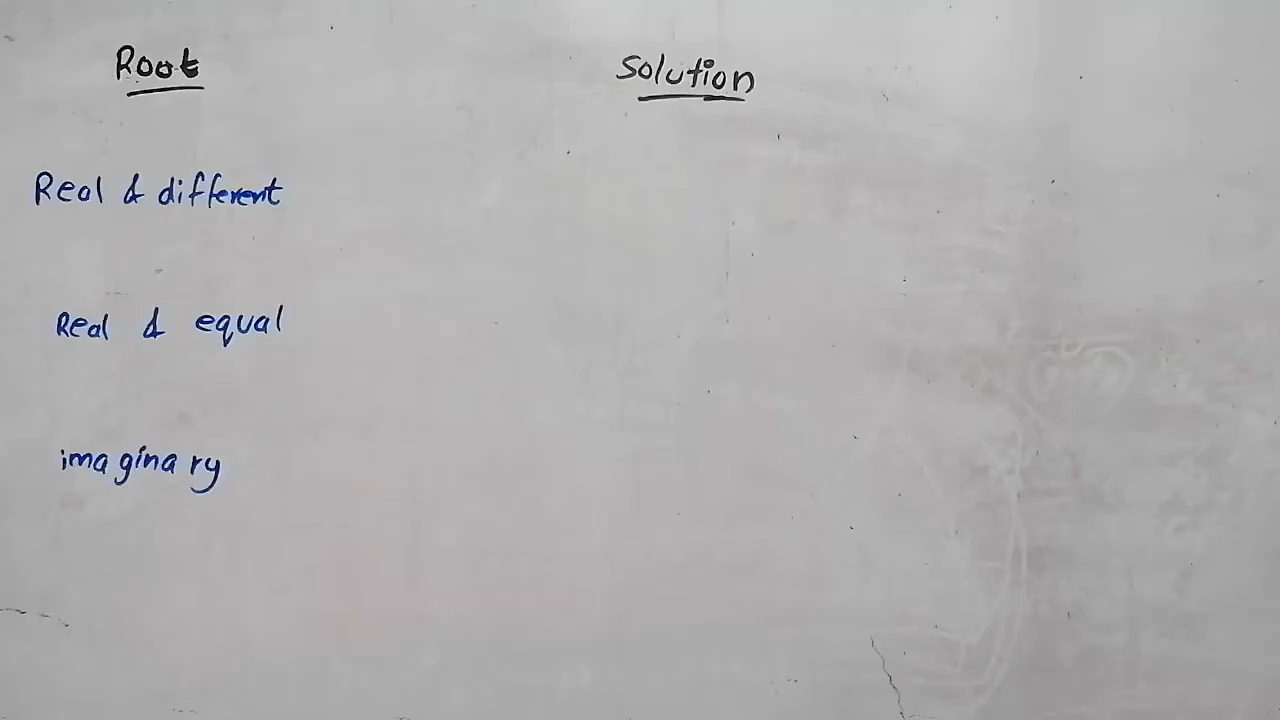 Root
Solution
Real & different
Real & equal
imaginary